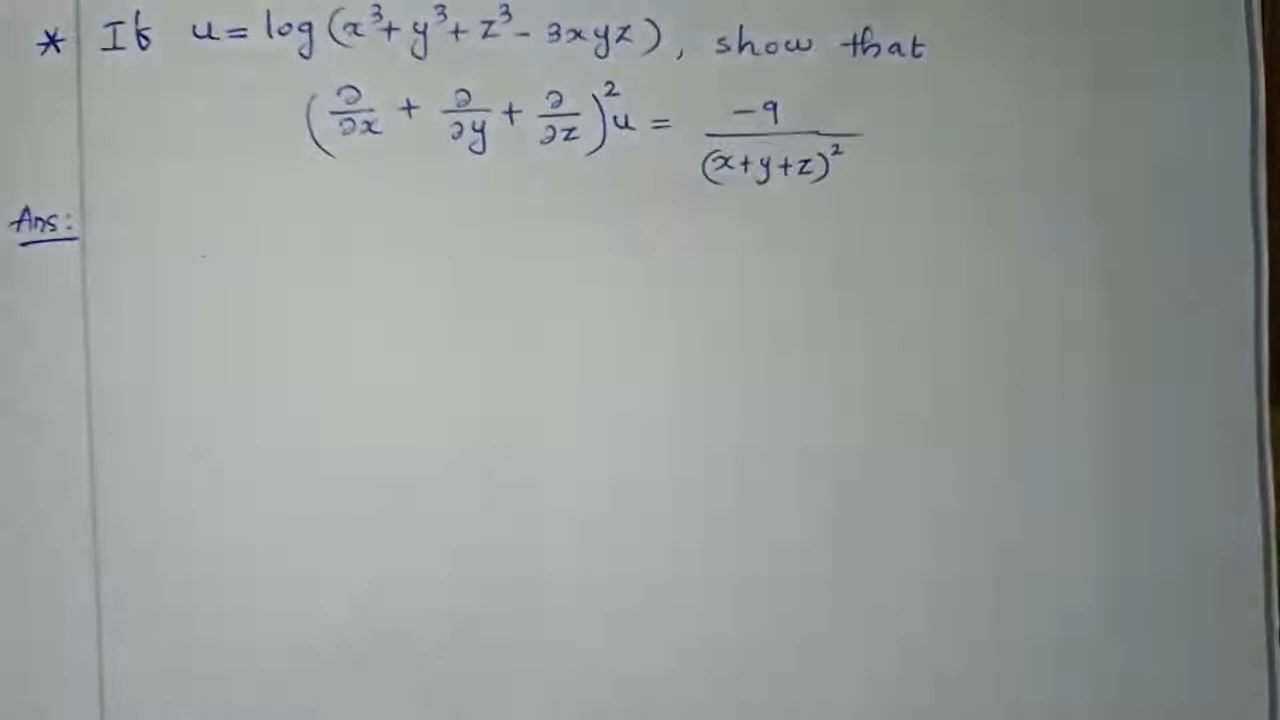 * If u = log (x³ + y³ + z³ - 3xyz), show that
(∂/∂x + ∂/∂y + ∂/∂z)² u = -9/(x+y+z)²
Ans: